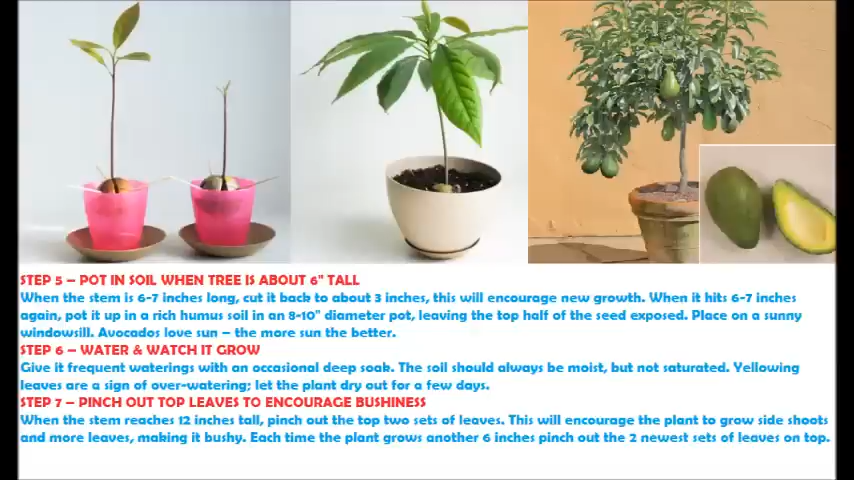 STEP 5 – POT IN SOIL WHEN TREE IS ABOUT 6" TALL
When the stem is 6-7 inches long, cut it back to about 3 inches, this will encourage new growth. When it hits 6-7 inches
again, pot it up in a rich humus soil in an 8-10" diameter pot, leaving the top half of the seed exposed. Place on a sunny
windowsill. Avocados love sun – the more sun the better.
STEP 6 – WATER & WATCH IT GROW
Give it frequent waterings with an occasional deep soak. The soil should always be moist, but not saturated. Yellowing
leaves are a sign of over-watering; let the plant dry out for a few days.
STEP 7 – PINCH OUT TOP LEAVES TO ENCOURAGE BUSHINESS
When the stem reaches 12 inches tall, pinch out the top two sets of leaves. This will encourage the plant to grow side shoots
and more leaves, making it bushy. Each time the plant grows another 6 inches pinch out the 2 newest sets of leaves on top.